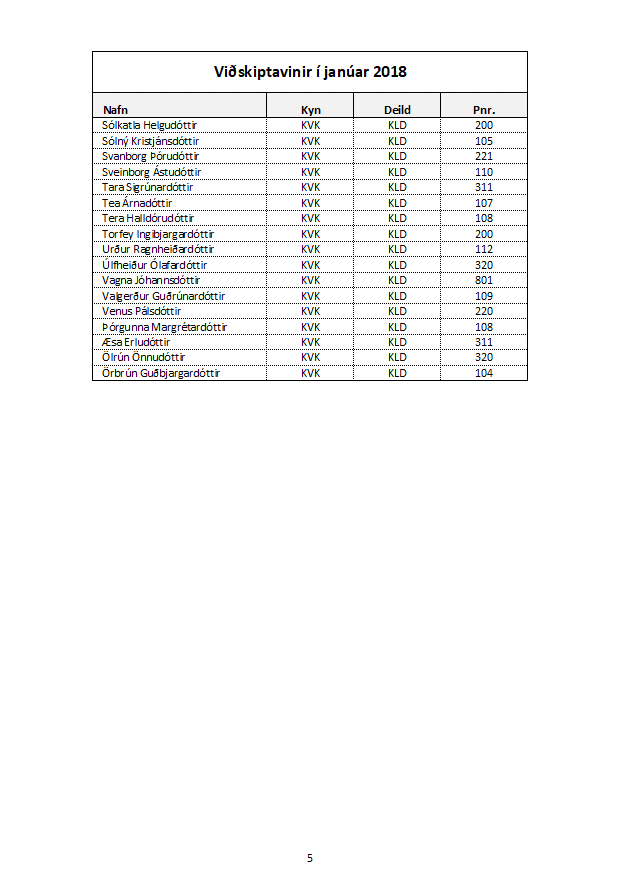 Viðskiptavinir í janúar 2018
Nafn Kyn Deild Pnr.
Sólkatla Helgudóttir KVK KLD 200
Sólný Kristjánsdóttir KVK KLD 105
Svanborg Þórudóttir KVK KLD 221
Sveinborg Ástudóttir KVK KLD 110
Tara Sigrúnardóttir KVK KLD 311
Tea Árnadóttir KVK KLD 107
Tera Halldórudóttir KVK KLD 108
Torfey Ingibjargardóttir KVK KLD 200
Urður Ragnheiðardóttir KVK KLD 112
Úlfheiður Ólafardóttir KVK KLD 320
Vagna Jóhannsdóttir KVK KLD 801
Valgerður Guðrúnardóttir KVK KLD 109
Venus Pálsdóttir KVK KLD 220
Þórgunna Margrétardóttir KVK KLD 108
Æsa Erludóttir KVK KLD 311
Ölrún Önnudóttir KVK KLD 320
Örbrún Guðbjargardóttir KVK KLD 104
5